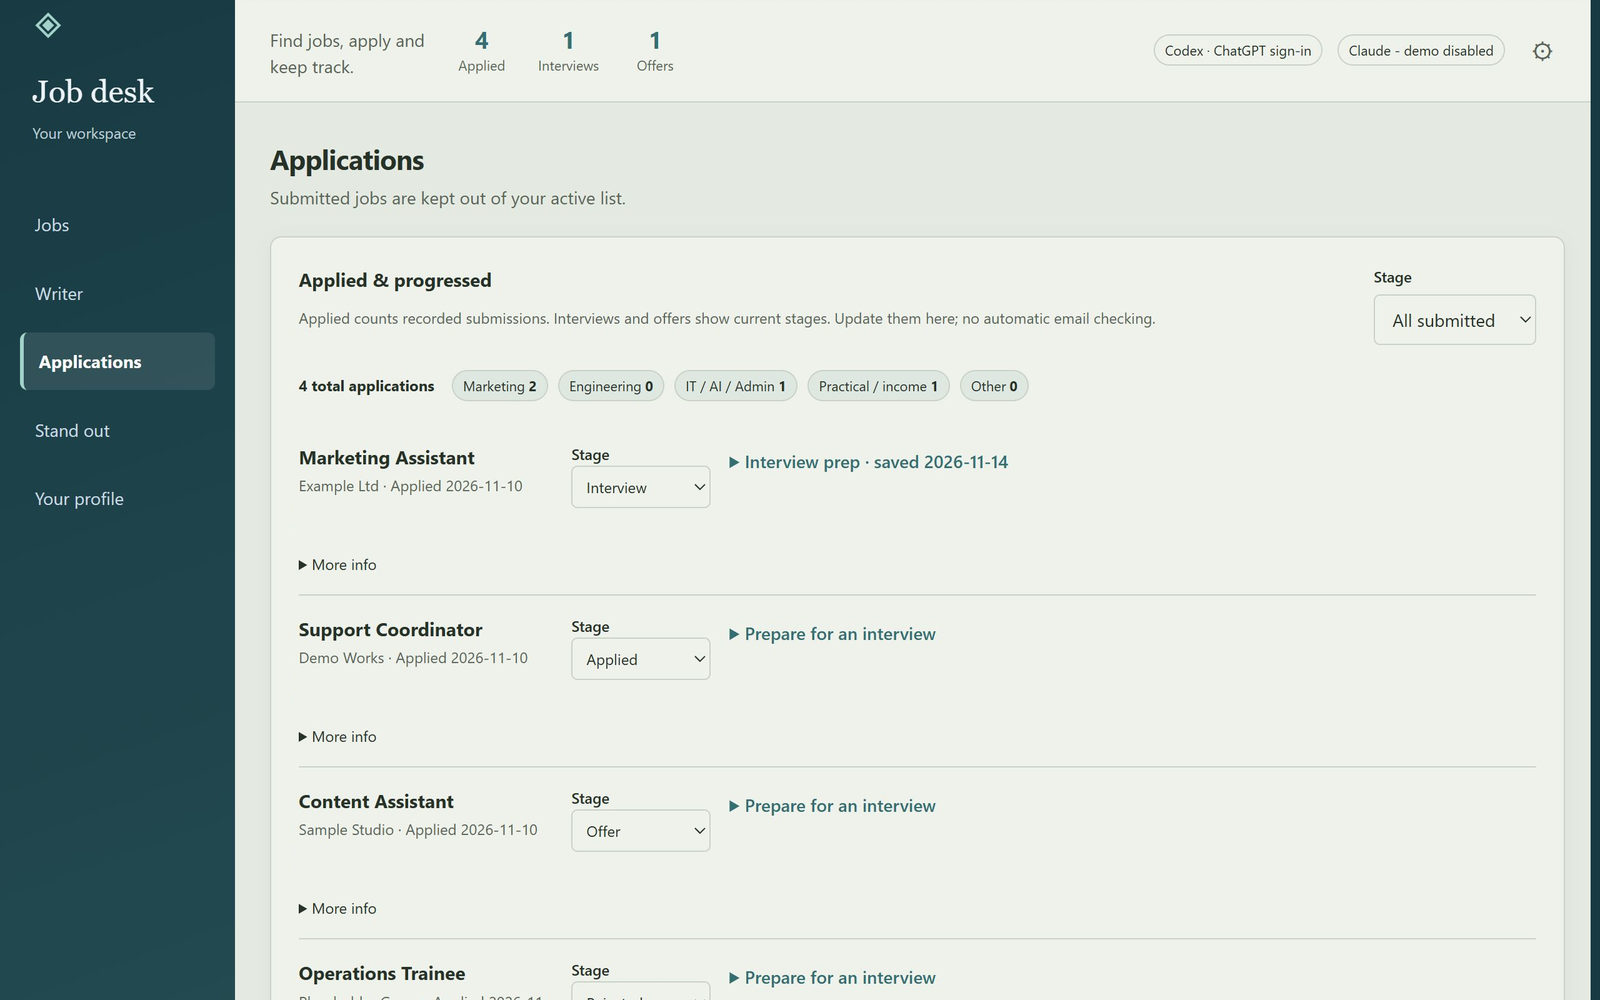 Job desk
Your workspace
Jobs
Writer
Applications
Stand out
Your profile
Find jobs, apply and
keep track.
4
Applied
1
Interviews
1
Offers
Codex · ChatGPT sign-in
Claude - demo disabled
Applications
Submitted jobs are kept out of your active list.
Applied & progressed
Applied counts recorded submissions. Interviews and offers show current stages. Update them here; no automatic email checking.
Stage
All submitted
4 total applications
Marketing 2
Engineering 0
IT / AI / Admin 1
Practical / income 1
Other 0
Marketing Assistant
Example Ltd · Applied 2026-11-10
Stage
Interview
Interview prep · saved 2026-11-14
More info
Support Coordinator
Demo Works · Applied 2026-11-10
Stage
Applied
Prepare for an interview
More info
Content Assistant
Sample Studio · Applied 2026-11-10
Stage
Offer
Prepare for an interview
More info
Operations Trainee
Stage
Prepare for an interview